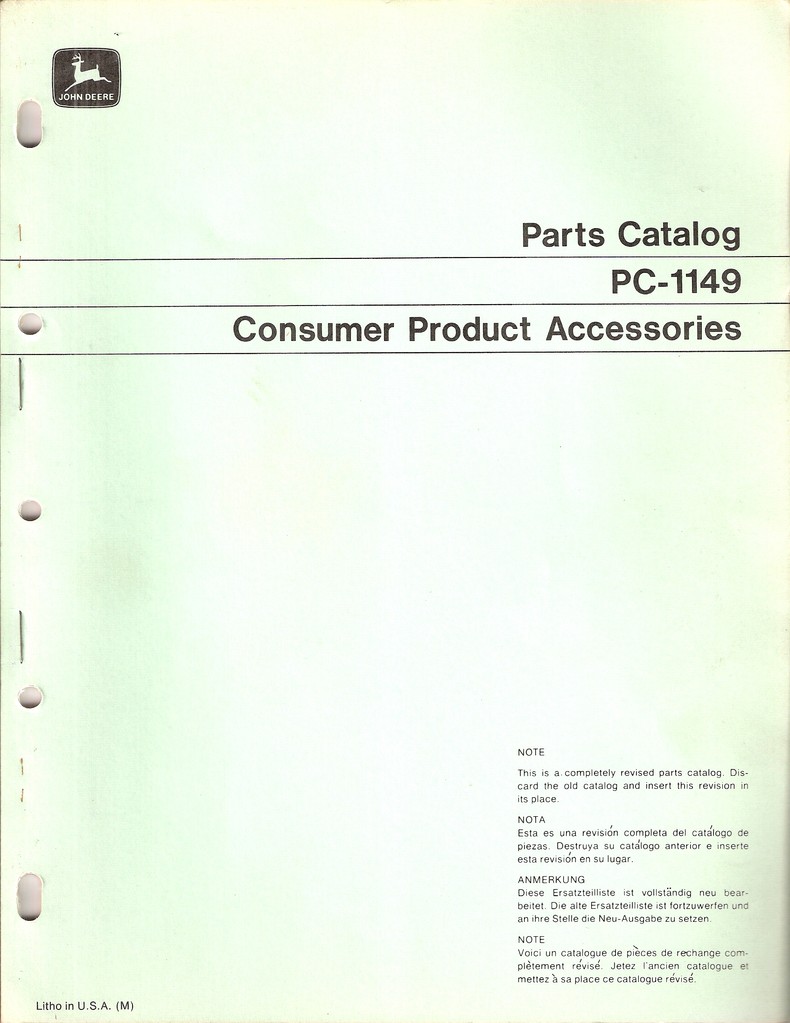 JOHN DEERE
Parts Catalog
PC-1149
Consumer Product Accessories
NOTE
This is a completely revised parts catalog. Dis-
card the old catalog and insert this revision in
its place.
NOTA
Esta es una revisión completa del catálogo de
piezas. Destruya su catálogo anterior e inserte
esta revisión en su lugar.
ANMERKUNG
Diese Ersatzteilliste ist vollständig neu bear-
beitet. Die alte Ersatzteilliste ist fortzuwerfen und
an ihre Stelle die Neu-Ausgabe zu setzen.
NOTE
Voici un catalogue de pièces de rechange com-
plètement révisé. Jetez l'ancien catalogue et
mettez à sa place ce catalogue révisé.
Litho in U.S.A. (M)